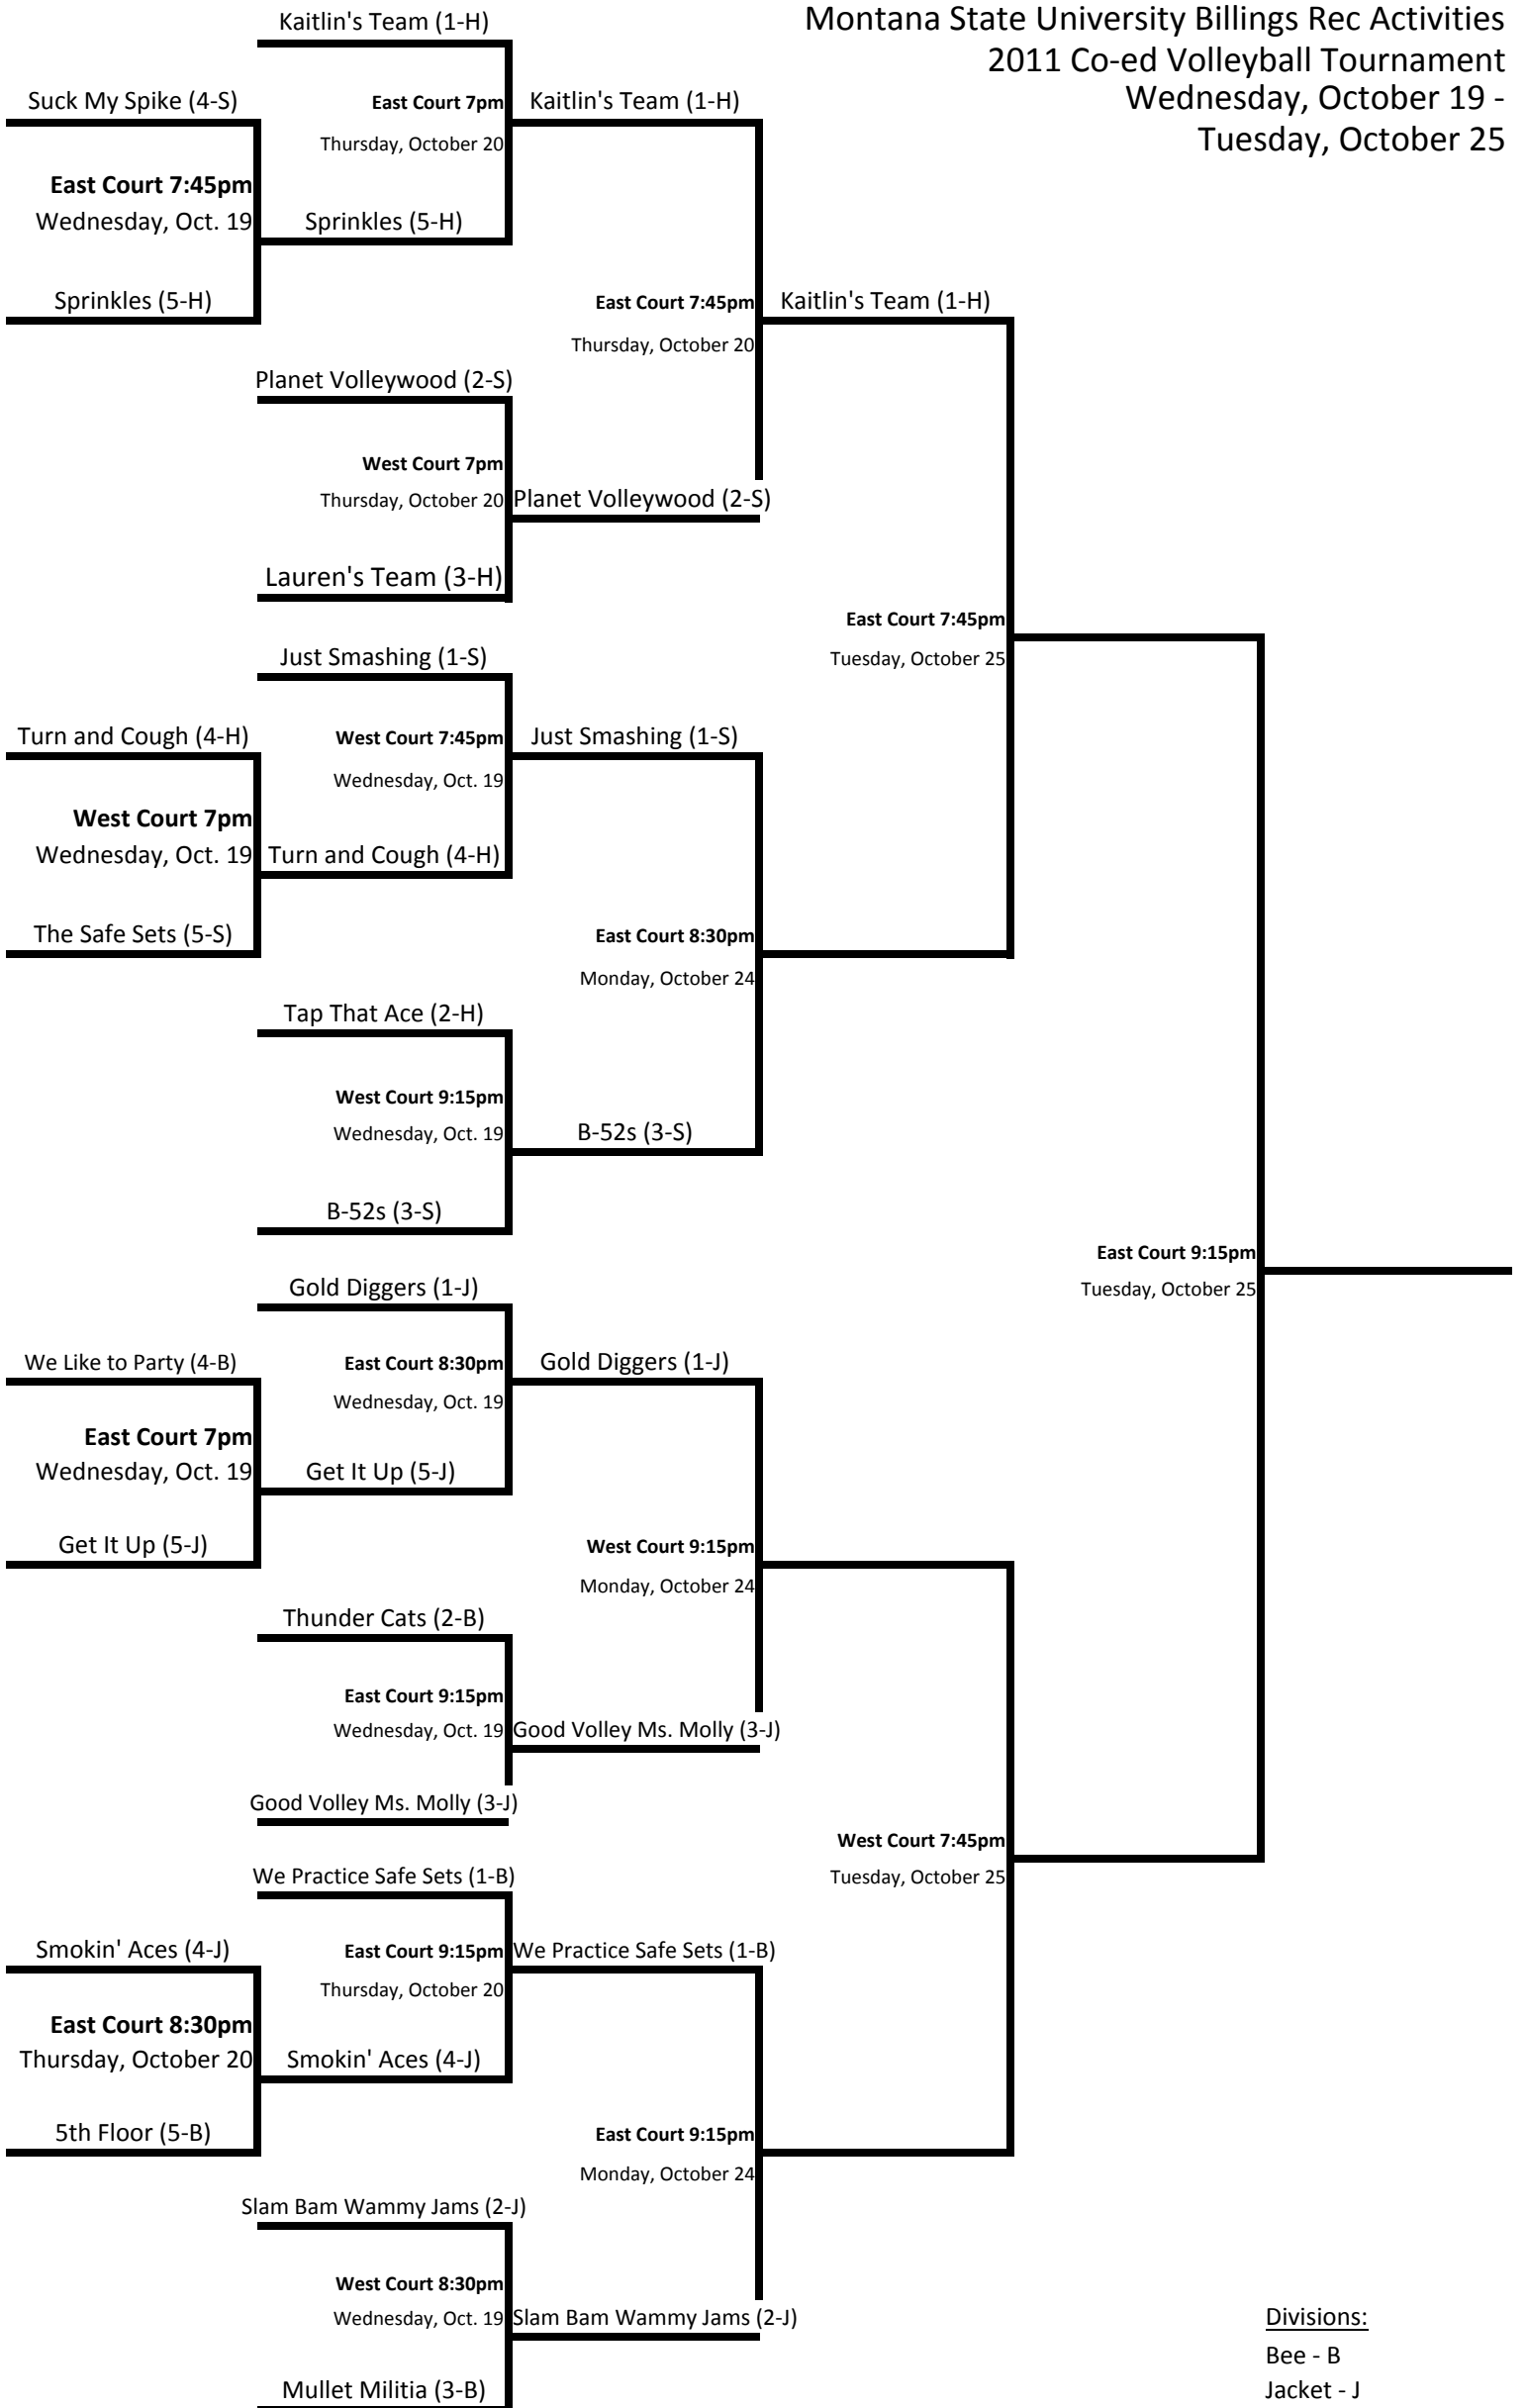 Montana State University Billings Rec Activities
2011 Co-ed Volleyball Tournament
Wednesday, October 19 -
Tuesday, October 25
Kaitlin's Team (1-H)
Suck My Spike (4-S)
East Court 7pm
Kaitlin's Team (1-H)
Thursday, October 20
East Court 7:45pm
Wednesday, Oct. 19
Sprinkles (5-H)
Sprinkles (5-H)
East Court 7:45pm
Kaitlin's Team (1-H)
Thursday, October 20
Planet Volleywood (2-S)
West Court 7pm
Thursday, October 20
Planet Volleywood (2-S)
Lauren's Team (3-H)
East Court 7:45pm
Tuesday, October 25
Just Smashing (1-S)
Turn and Cough (4-H)
West Court 7:45pm
Just Smashing (1-S)
Wednesday, Oct. 19
West Court 7pm
Wednesday, Oct. 19
Turn and Cough (4-H)
The Safe Sets (5-S)
East Court 8:30pm
Monday, October 24
Tap That Ace (2-H)
West Court 9:15pm
Wednesday, Oct. 19
B-52s (3-S)
B-52s (3-S)
East Court 9:15pm
Tuesday, October 25
Gold Diggers (1-J)
We Like to Party (4-B)
East Court 8:30pm
Gold Diggers (1-J)
Wednesday, Oct. 19
East Court 7pm
Wednesday, Oct. 19
Get It Up (5-J)
Get It Up (5-J)
West Court 9:15pm
Monday, October 24
Thunder Cats (2-B)
East Court 9:15pm
Wednesday, Oct. 19
Good Volley Ms. Molly (3-J)
Good Volley Ms. Molly (3-J)
West Court 7:45pm
Tuesday, October 25
We Practice Safe Sets (1-B)
Smokin' Aces (4-J)
East Court 9:15pm
We Practice Safe Sets (1-B)
Thursday, October 20
East Court 8:30pm
Thursday, October 20
Smokin' Aces (4-J)
5th Floor (5-B)
East Court 9:15pm
Monday, October 24
Slam Bam Wammy Jams (2-J)
West Court 8:30pm
Wednesday, Oct. 19
Slam Bam Wammy Jams (2-J)
Mullet Militia (3-B)
Divisions:
Bee - B
Jacket - J